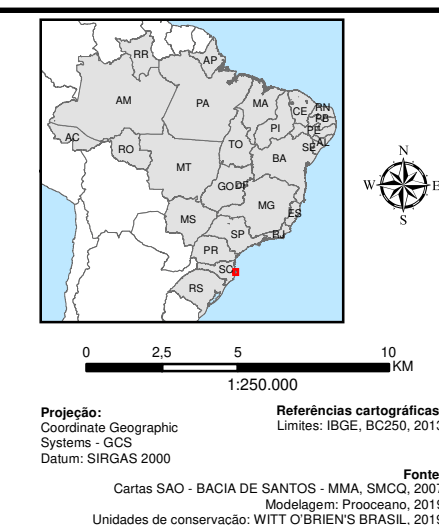 RR
AP
AM
PA
MA
CE
RN
PB
PE
AL
SE
PI
AC
RO
TO
BA
MT
GO
DF
MG
ES
MS
SP
RJ
PR
SC
RS
N
W
E
S
0 2,5 5 10
KM
1:250.000
Projeção:
Coordinate Geographic
Systems - GCS
Datum: SIRGAS 2000
Referências cartográficas
Limites: IBGE, BC250, 2013
Fonte
Cartas SAO - BACIA DE SANTOS - MMA, SMCQ, 2007
Modelagem: Prooceano, 2019
Unidades de conservação: WITT O'BRIEN'S BRASIL, 2019